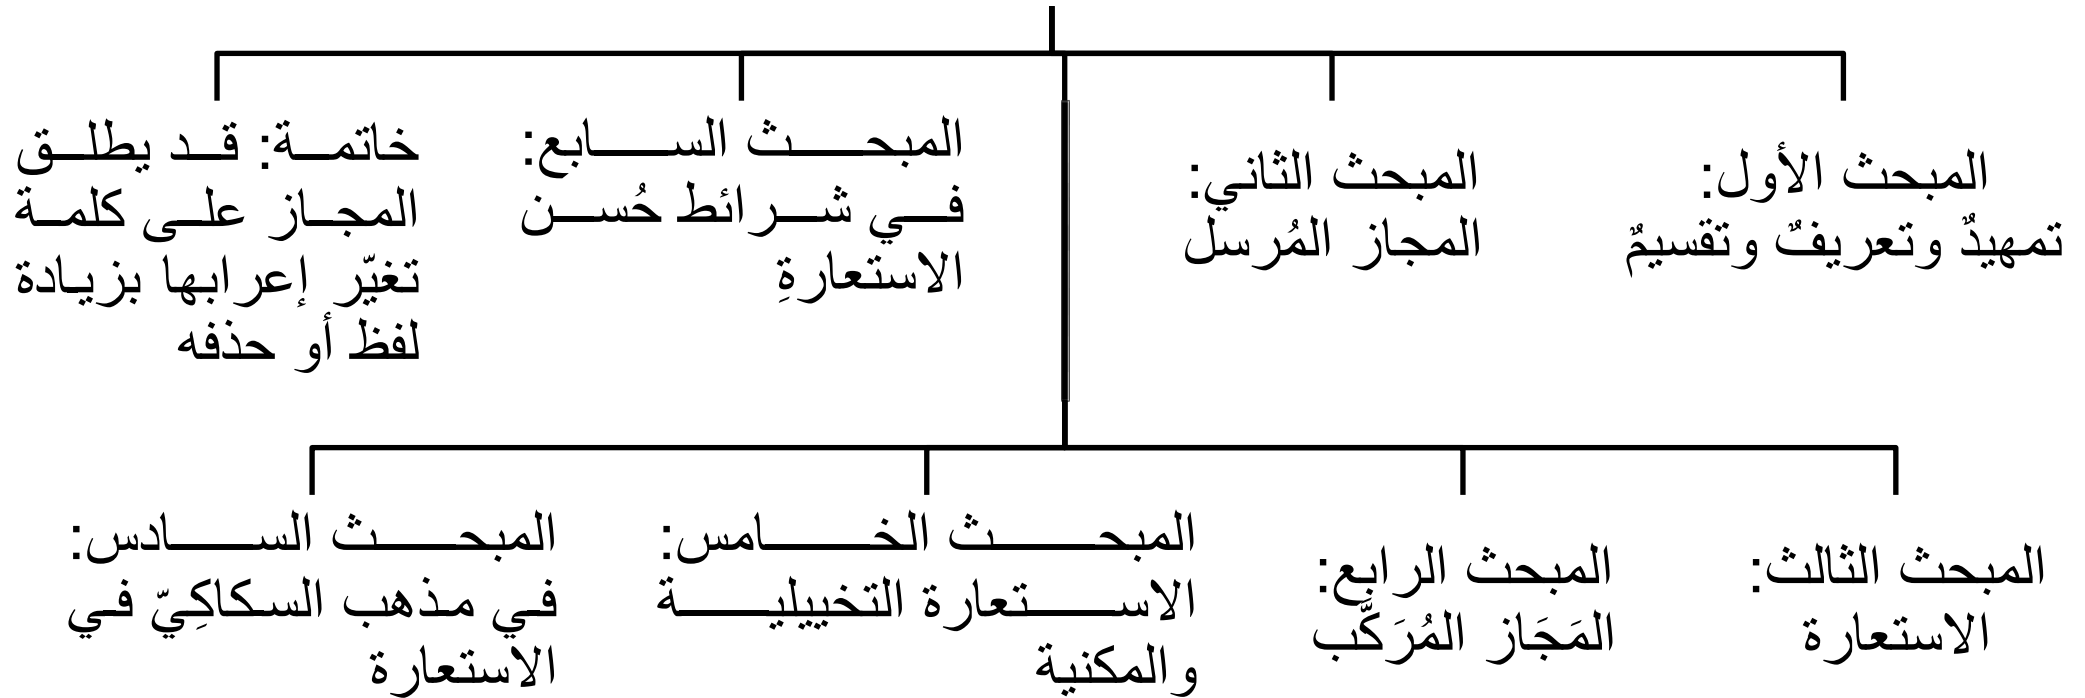 المبحث الأول:
تمهيدٌ وتعريفٌ وتقسيمٌ
المبحث الثاني:
المجاز المُرسل
المبحث السابع:
في شرائط حُسن
الاستعارةِ
خاتمة: قد يطلق
المجاز على كلمة
تغيّر إعرابها بزيادة
لفظ أو حذفه
المبحث الثالث:
الاستعارة
المبحث الرابع:
المَجَاز المُرَكَّب
المبحث الخامس:
الاستعارة التخييلية
والمكنية
المبحث السادس:
في مذهب السكاكِيّ في
الاستعارة